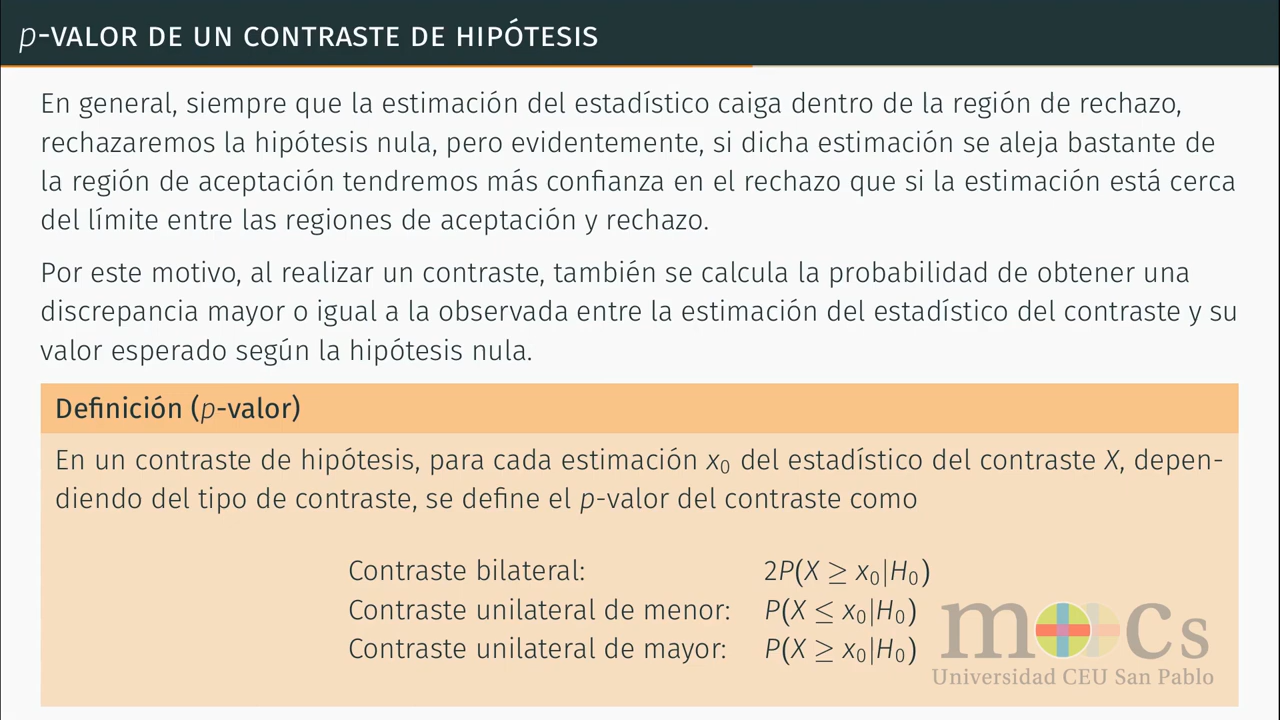 p-VALOR DE UN CONTRASTE DE HIPÓTESIS
En general, siempre que la estimación del estadístico caiga dentro de la región de rechazo,
rechazaremos la hipótesis nula, pero evidentemente, si dicha estimación se aleja bastante de
la región de aceptación tendremos más confianza en el rechazo que si la estimación está cerca
del límite entre las regiones de aceptación y rechazo.
Por este motivo, al realizar un contraste, también se calcula la probabilidad de obtener una
discrepancia mayor o igual a la observada entre la estimación del estadístico del contraste y su
valor esperado según la hipótesis nula.
Definición (p-valor)
En un contraste de hipótesis, para cada estimación x₀ del estadístico del contraste X, depen-
diendo del tipo de contraste, se define el p-valor del contraste como
Contraste bilateral: 2P(X ≥ x₀|H₀)
Contraste unilateral de menor: P(X ≤ x₀|H₀)
Contraste unilateral de mayor: P(X ≥ x₀|H₀)
moocs
Universidad CEU San Pablo